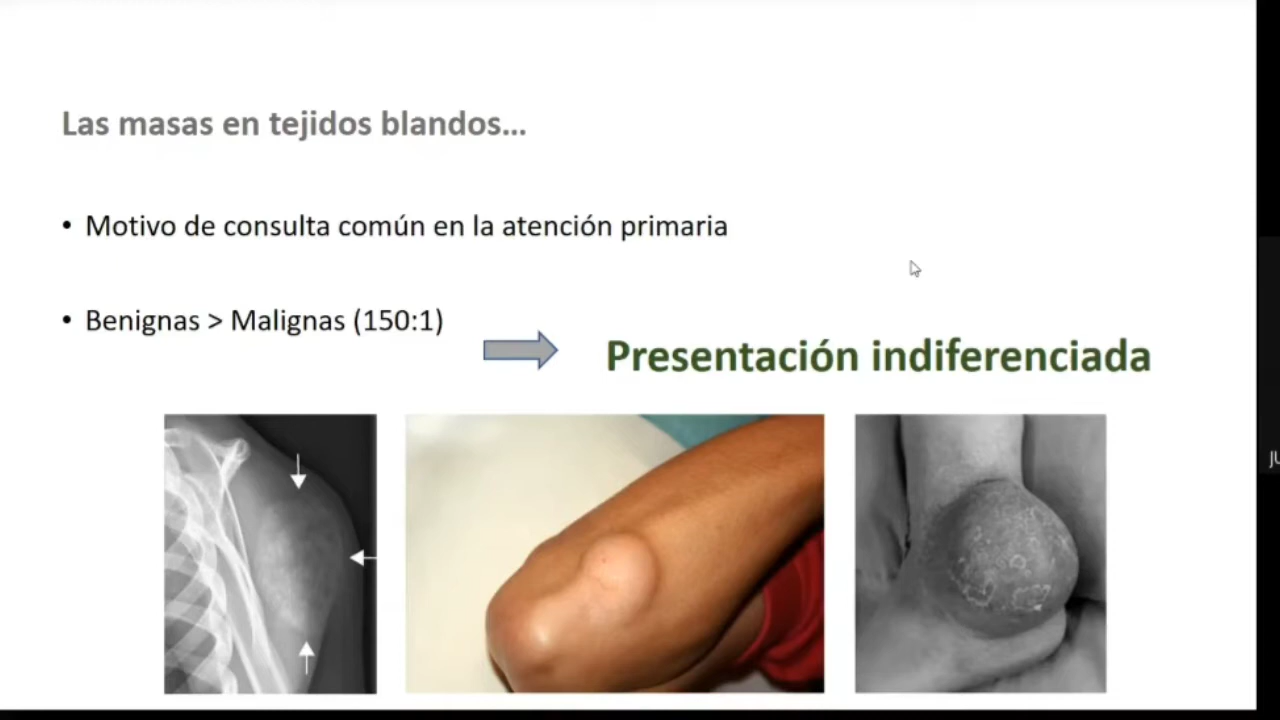 Las masas en tejidos blandos...
• Motivo de consulta común en la atención primaria
• Benignas > Malignas (150:1)
Presentación indiferenciada
JU